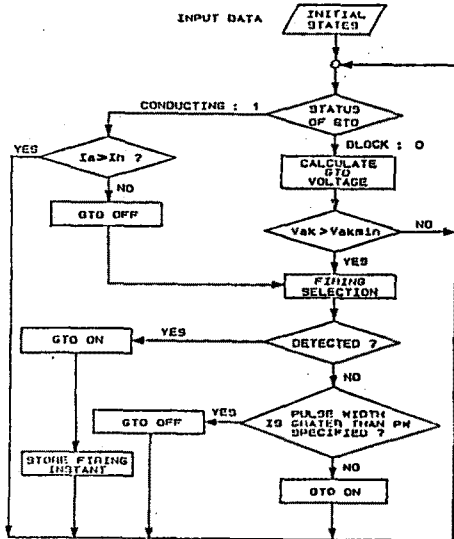 INPUT DATA
INITIAL
STATES
CONDUCTING : 1
STATUS
OF GTO
BLOCK : 0
YES
Ia>Ih ?
CALCULATE
GTO
VOLTAGE
NO
GTO OFF
Vak>Vakmin
NO
YES
FIRING
SELECTION
GTO ON
YES
DETECTED ?
NO
GTO OFF
YES
PULSE WIDTH
IS GRATED THAN PW
SPECIFIED ?
STORE FIRING
INSTANT
NO
GTO ON